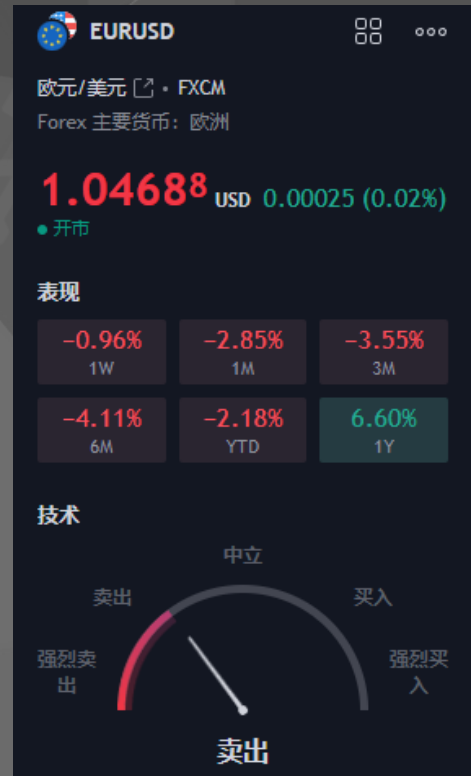 EURUSD
欧元/美元 • FXCM
Forex 主要货币：欧洲
1.04688 USD 0.00025 (0.02%)
开市
表现
−0.96% −2.85% −3.55%
1W 1M 3M
−4.11% −2.18% 6.60%
6M YTD 1Y
技术
中立
卖出 买入
强烈卖 强烈买
出 入
卖出